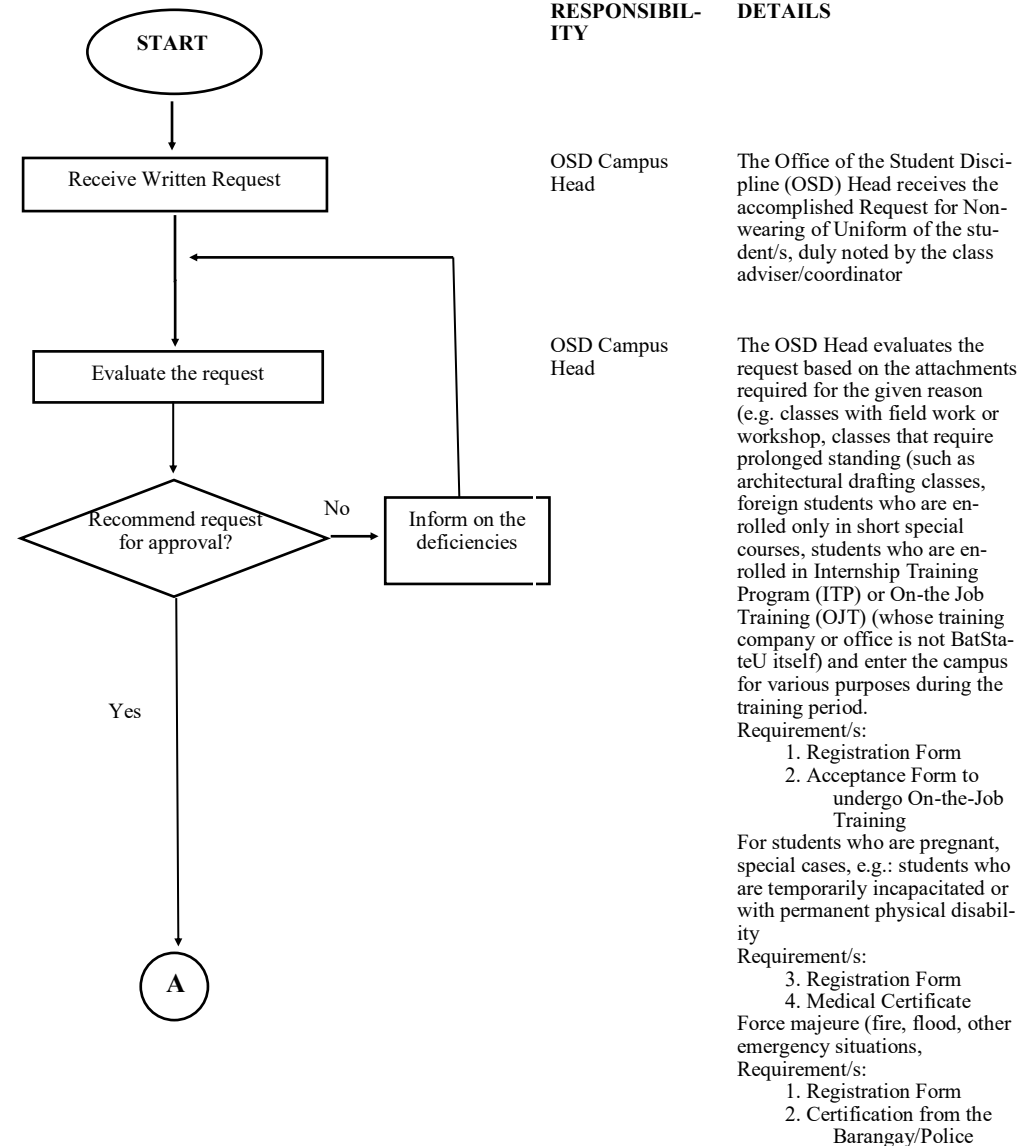 RESPONSIBIL-
ITY
DETAILS
START
Receive Written Request
OSD Campus
Head
The Office of the Student Disci-
pline (OSD) Head receives the
accomplished Request for Non-
wearing of Uniform of the stu-
dent/s, duly noted by the class
adviser/coordinator
Evaluate the request
OSD Campus
Head
The OSD Head evaluates the
request based on the attachments
required for the given reason
(e.g. classes with field work or
workshop, classes that require
prolonged standing (such as
architectural drafting classes,
foreign students who are en-
rolled only in short special
courses, students who are en-
rolled in Internship Training
Program (ITP) or On-the Job
Training (OJT) (whose training
company or office is not BatSta-
teU itself) and enter the campus
for various purposes during the
training period.
Requirement/s:
1. Registration Form
2. Acceptance Form to
undergo On-the-Job
Training
For students who are pregnant,
special cases, e.g.: students who
are temporarily incapacitated or
with permanent physical disabil-
ity
Requirement/s:
3. Registration Form
4. Medical Certificate
Force majeure (fire, flood, other
emergency situations,
Requirement/s:
1. Registration Form
2. Certification from the
Barangay/Police
Recommend request
for approval?
No
Inform on the
deficiencies
Yes
A